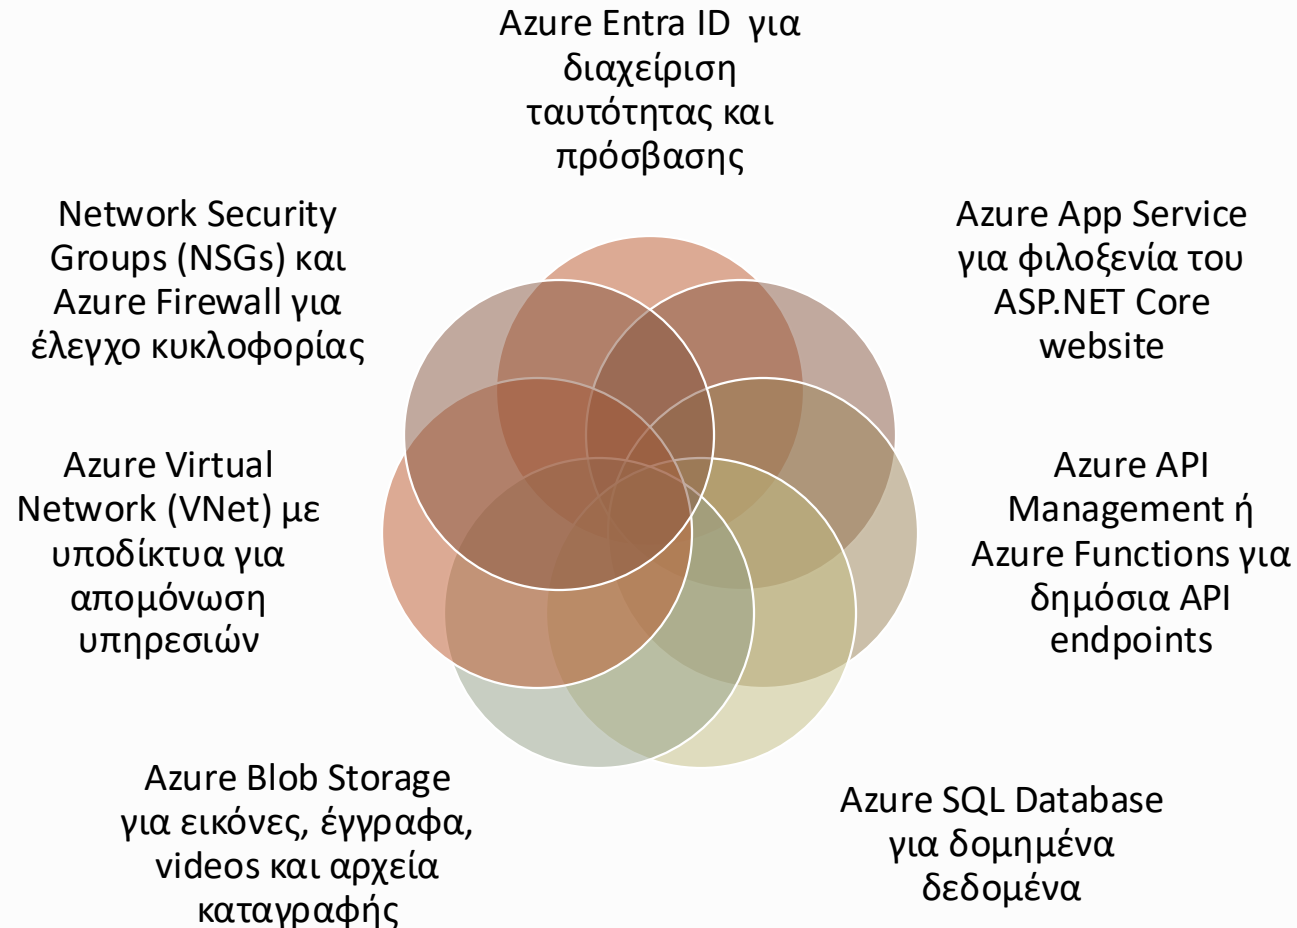 Azure Entra ID για
διαχείριση
ταυτότητας και
πρόσβασης
Azure App Service
για φιλοξενία του
ASP.NET Core
website
Azure API
Management ή
Azure Functions για
δημόσια API
endpoints
Azure SQL Database
για δομημένα
δεδομένα
Azure Blob Storage
για εικόνες, έγγραφα,
videos και αρχεία
καταγραφής
Azure Virtual
Network (VNet) με
υποδίκτυα για
απομόνωση
υπηρεσιών
Network Security
Groups (NSGs) και
Azure Firewall για
έλεγχο κυκλοφορίας